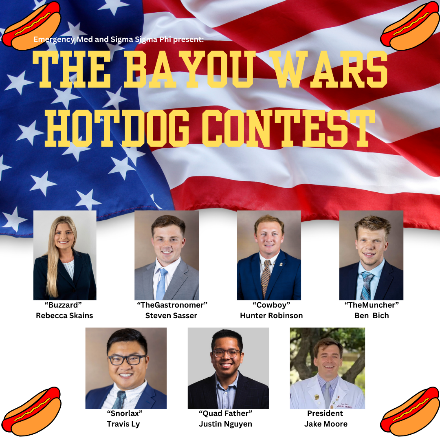 Emergency Med and Sigma Sigma Phi present:
THE BAYOU WARS
HOTDOG CONTEST
"Buzzard"
Rebecca Skains
"TheGastronomer"
Steven Sasser
"Cowboy"
Hunter Robinson
"TheMuncher"
Ben Bich
"Snorlax"
Travis Ly
"Quad Father"
Justin Nguyen
President
Jake Moore